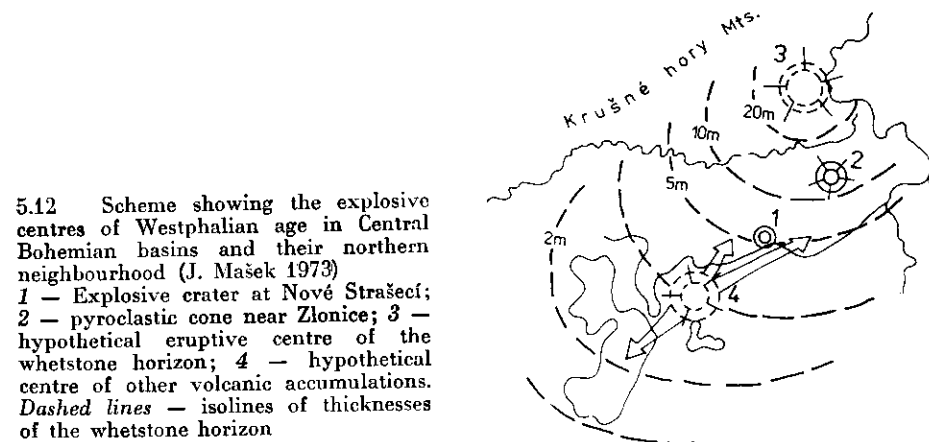 5.12 Scheme showing the explosive
centres of Westphalian age in Central
Bohemian basins and their northern
neighbourhood (J. Mašek 1973)
1 — Explosive crater at Nové Strašecí;
2 — pyroclastic cone near Zlonice; 3 —
hypothetical eruptive centre of the
whetstone horizon; 4 — hypothetical
centre of other volcanic accumulations.
Dashed lines — isolines of thicknesses
of the whetstone horizon
Krušné hory Mts.
3
20m
10m
2
5m
1
2m
4